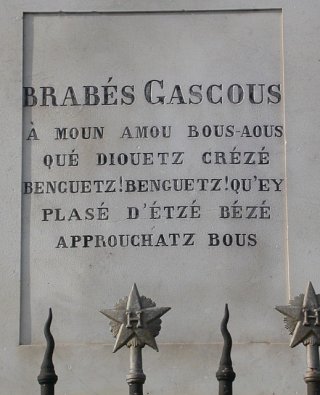 BRABÉS GASCOUS
À MOUN AMOU BOUS-AOUS
QUÉ DIOUETZ CRÉZÉ
BENGUETZ! BENGUETZ! QU'EY
PLASÉ D'ÉTZÉ BÉZÉ
APPROUCHATZ BOUS
H H